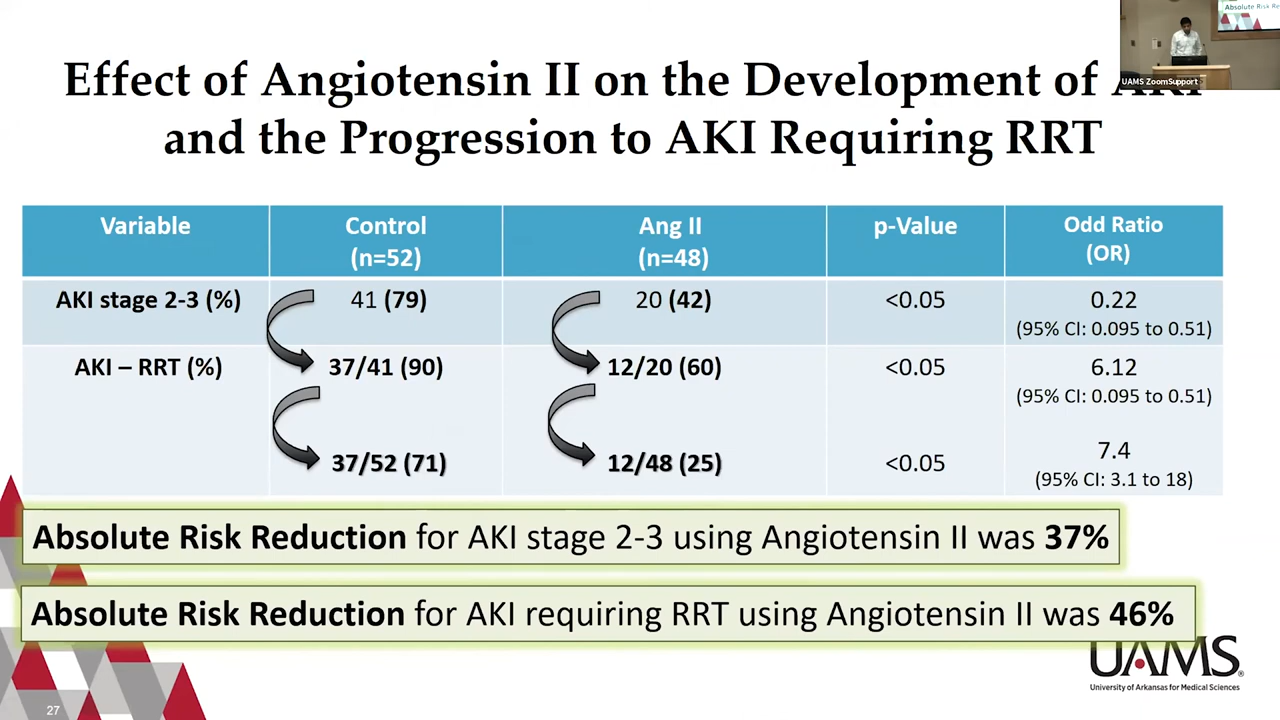 Absolute Risk Re
UAMS ZoomSupport
Effect of Angiotensin II on the Development of AKI
and the Progression to AKI Requiring RRT
Variable
Control
(n=52)
Ang II
(n=48)
p-Value
Odd Ratio
(OR)
AKI stage 2-3 (%)
41 (79)
20 (42)
<0.05
0.22
(95% CI: 0.095 to 0.51)
AKI – RRT (%)
37/41 (90)
12/20 (60)
<0.05
6.12
(95% CI: 0.095 to 0.51)
37/52 (71)
12/48 (25)
<0.05
7.4
(95% CI: 3.1 to 18)
Absolute Risk Reduction for AKI stage 2-3 using Angiotensin II was 37%
Absolute Risk Reduction for AKI requiring RRT using Angiotensin II was 46%
UAMS®
University of Arkansas for Medical Sciences
27